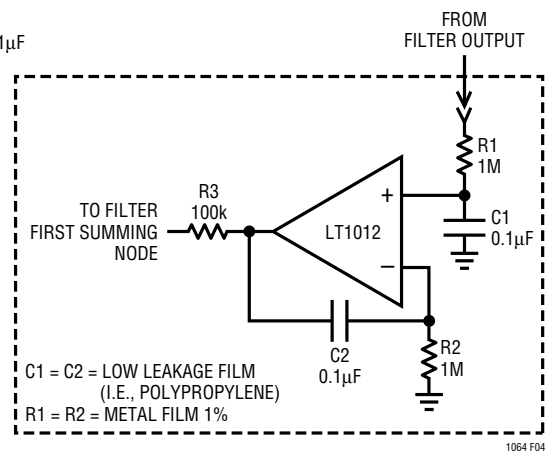 FROM
FILTER OUTPUT
1µF
R1
1M
R3
100k
TO FILTER
FIRST SUMMING
NODE
+
LT1012
–
C1
0.1µF
C2
0.1µF
R2
1M
C1 = C2 = LOW LEAKAGE FILM
(I.E., POLYPROPYLENE)
R1 = R2 = METAL FILM 1%
1064 F04